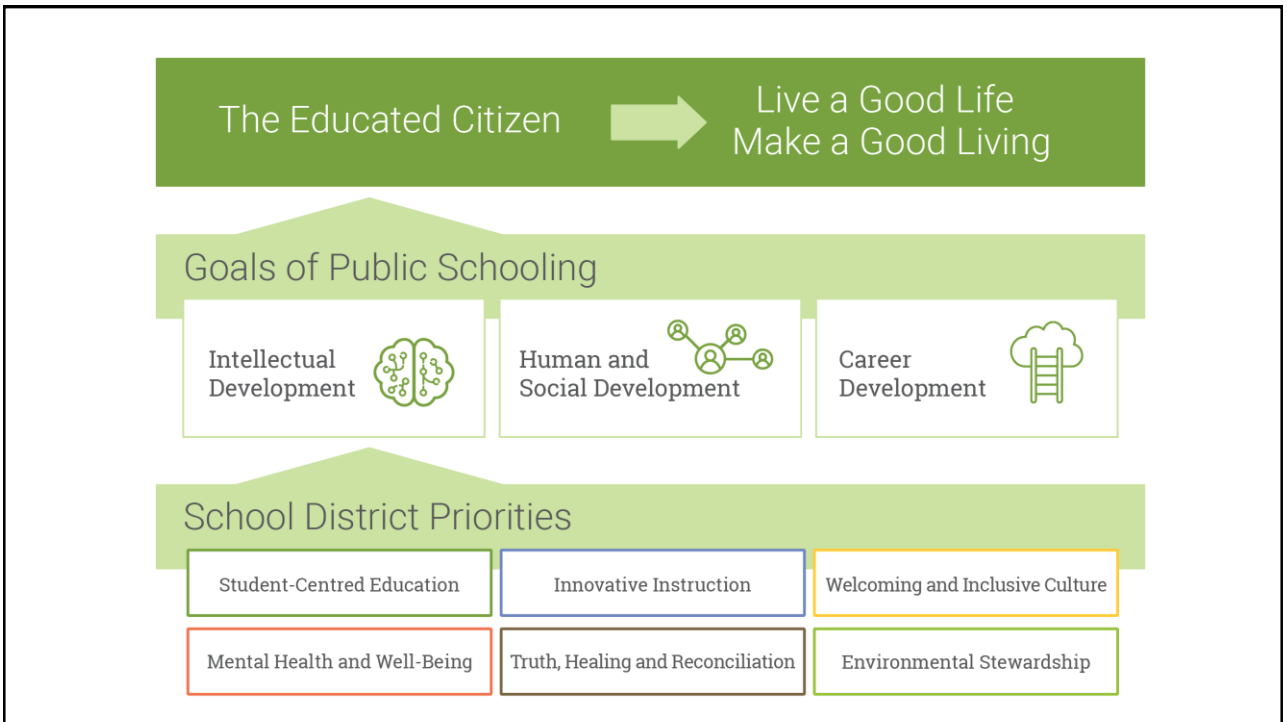 The Educated Citizen
Live a Good Life
Make a Good Living
Goals of Public Schooling
Intellectual
Development
Human and
Social Development
Career
Development
School District Priorities
Student-Centred Education
Innovative Instruction
Welcoming and Inclusive Culture
Mental Health and Well-Being
Truth, Healing and Reconciliation
Environmental Stewardship